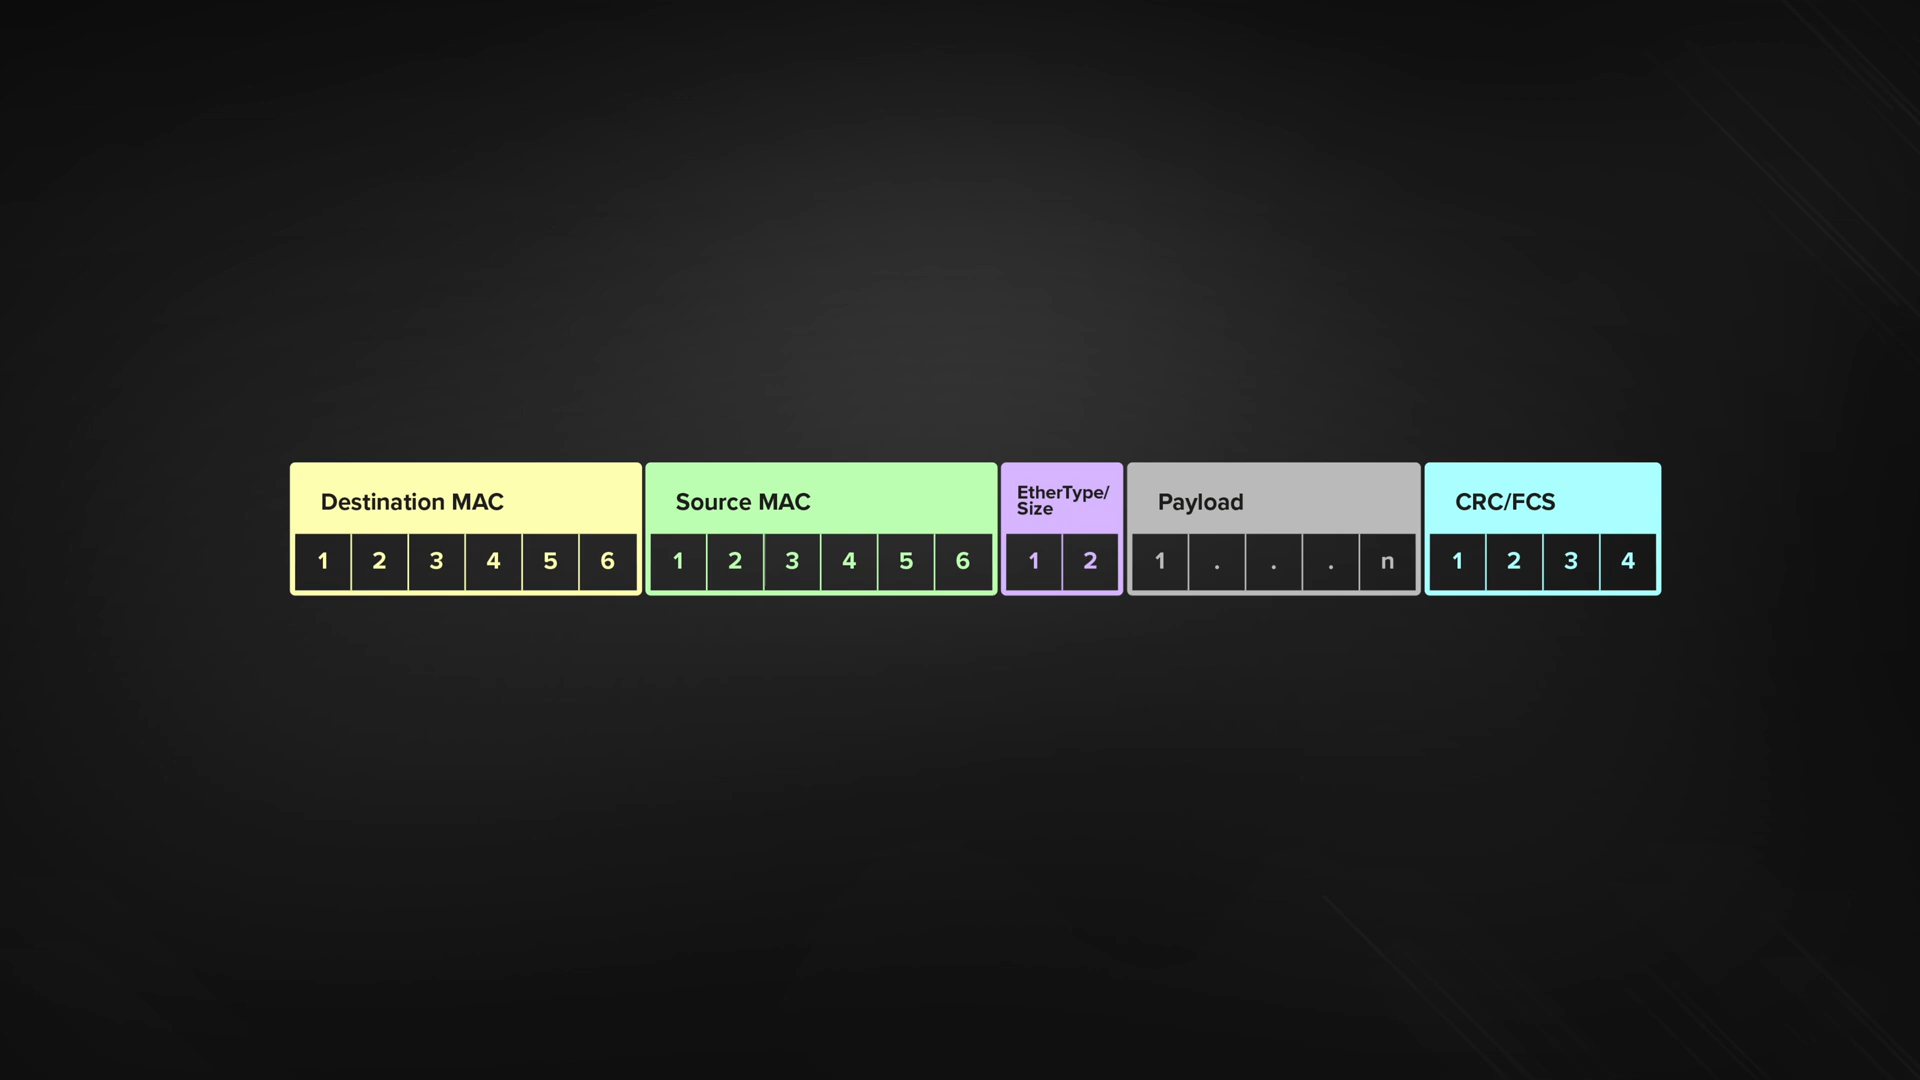 Destination MAC
Source MAC
EtherType/
Size
Payload
CRC/FCS
1 2 3 4 5 6
1 2 3 4 5 6
1 2
1 . . . n
1 2 3 4